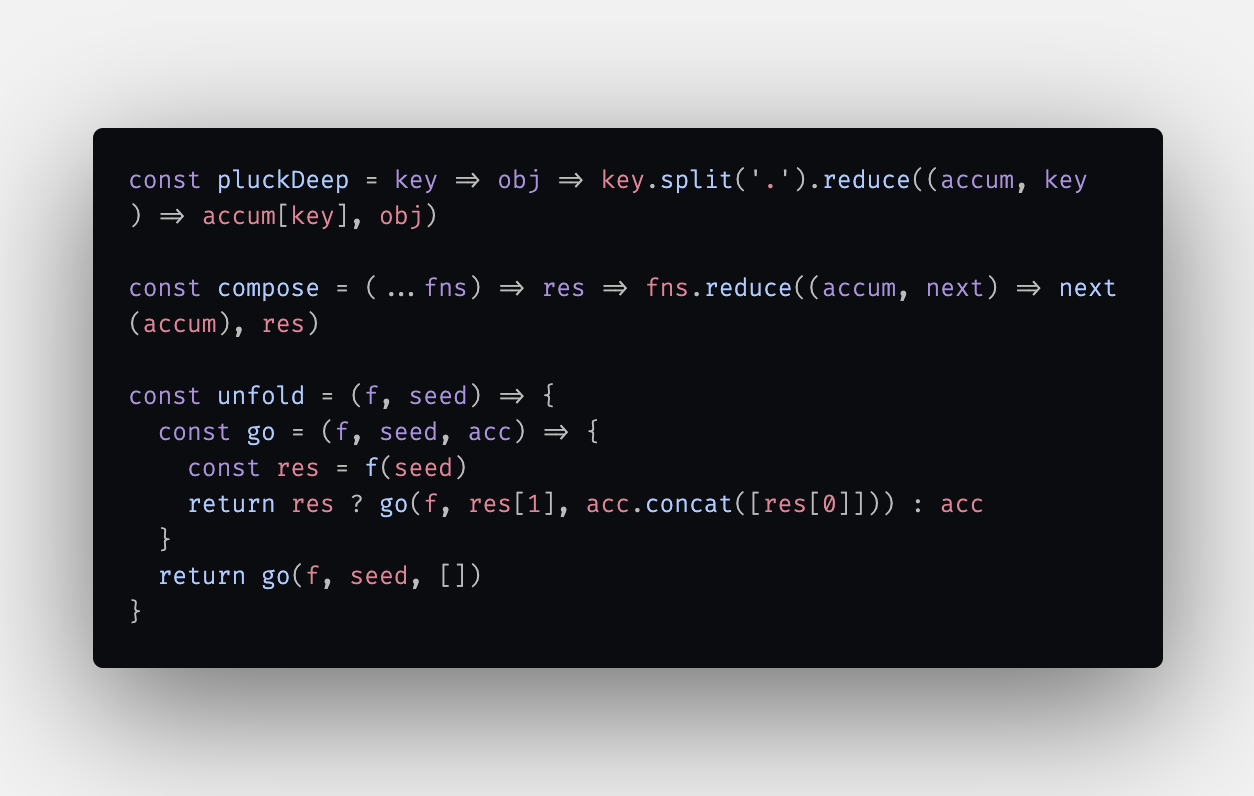 const pluckDeep = key => obj => key.split('.').reduce((accum, key
) => accum[key], obj)
const compose = (...fns) => res => fns.reduce((accum, next) => next
(accum), res)
const unfold = (f, seed) => {
  const go = (f, seed, acc) => {
    const res = f(seed)
    return res ? go(f, res[1], acc.concat([res[0]])) : acc
  }
  return go(f, seed, [])
}